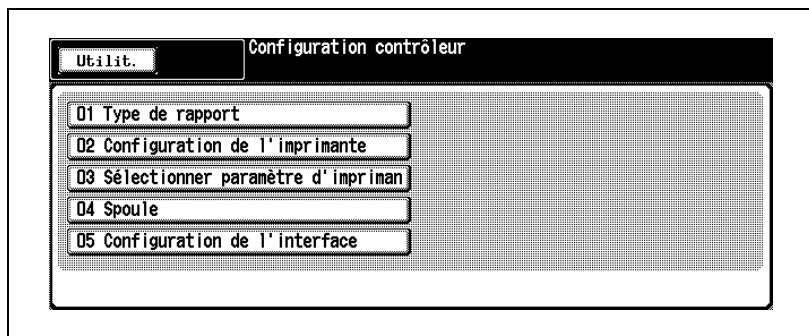 Configuration contrôleur
Utilit.
01 Type de rapport
02 Configuration de l'imprimante
03 Sélectionner paramètre d'impriman
04 Spoule
05 Configuration de l'interface